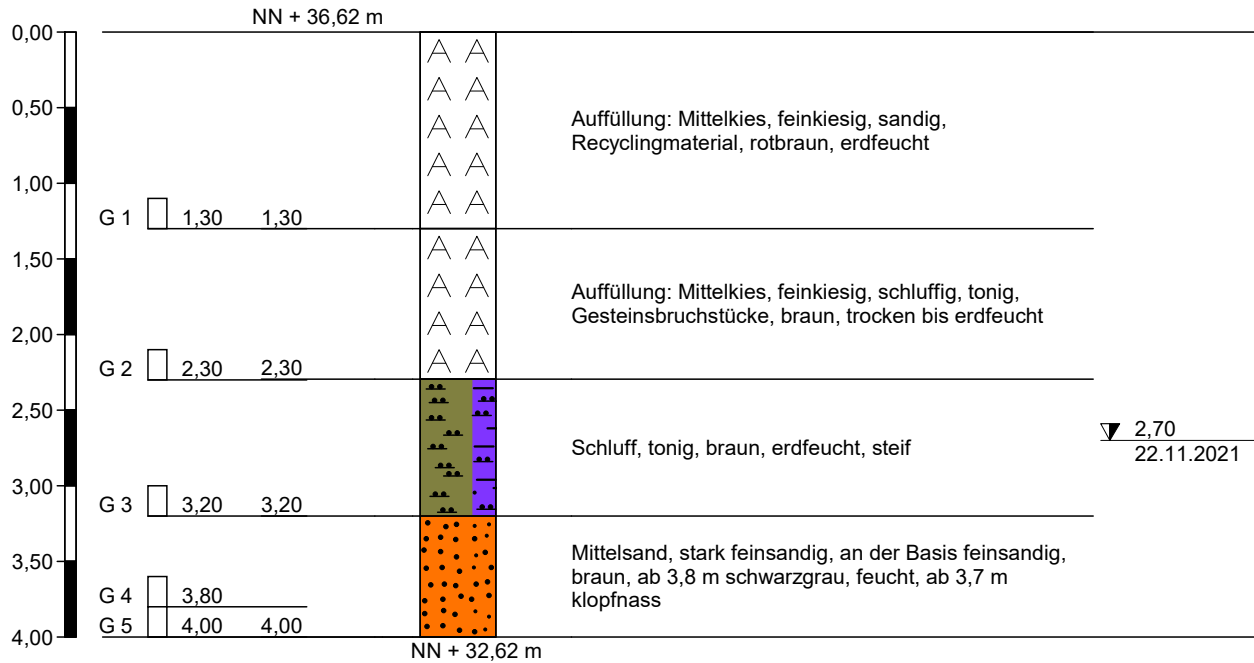 NN + 36,62 m
0,00
0,50
Auffüllung: Mittelkies, feinkiesig, sandig,
Recyclingmaterial, rotbraun, erdfeucht
1,00
G 1 1,30 1,30
1,50
Auffüllung: Mittelkies, feinkiesig, schluffig, tonig,
Gesteinsbruchstücke, braun, trocken bis erdfeucht
2,00
G 2 2,30 2,30
2,50
Schluff, tonig, braun, erdfeucht, steif
2,70
22.11.2021
3,00
G 3 3,20 3,20
3,50
Mittelsand, stark feinsandig, an der Basis feinsandig,
braun, ab 3,8 m schwarzgrau, feucht, ab 3,7 m
klopfnass
G 4 3,80
G 5 4,00 4,00
4,00
NN + 32,62 m